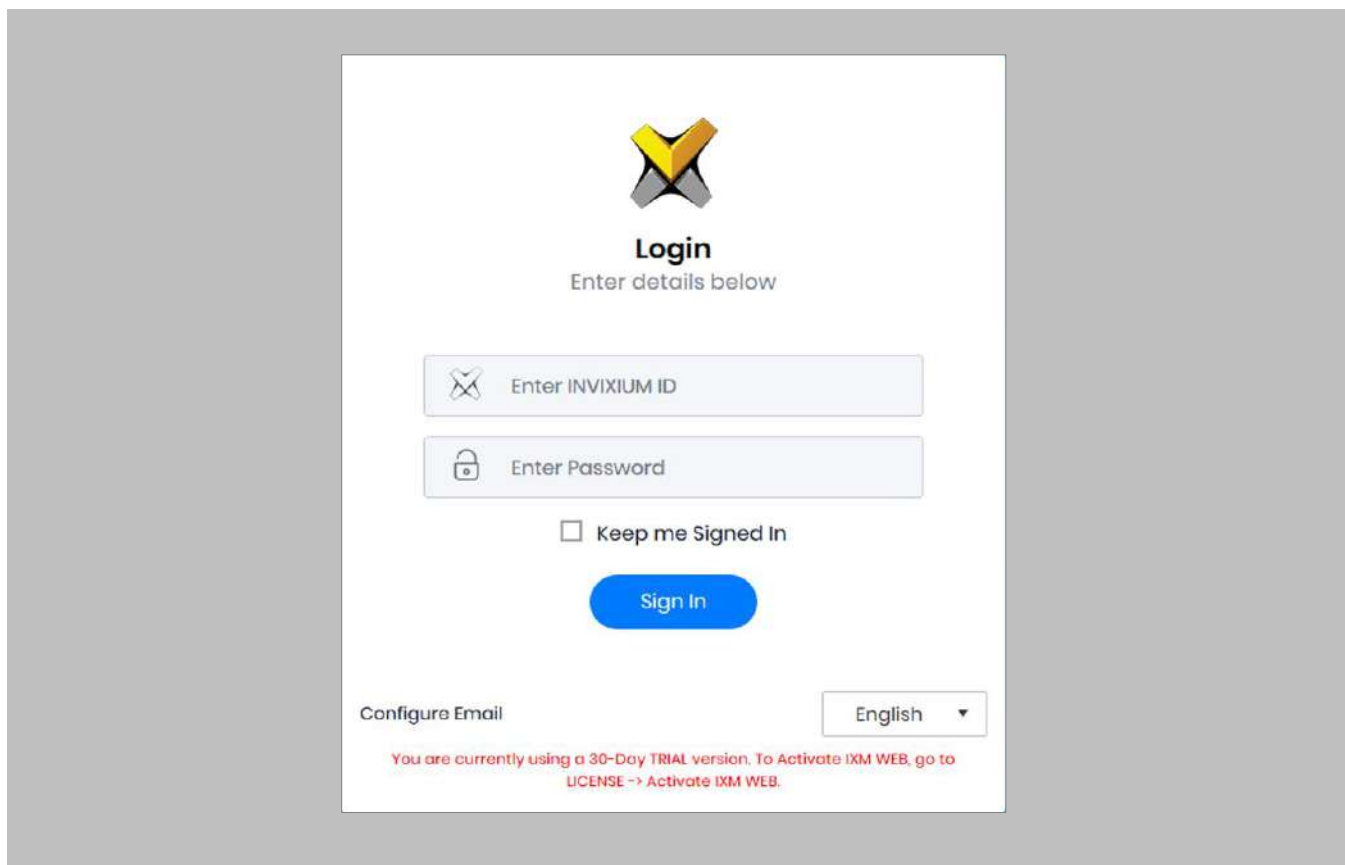 Login
Enter details below
Enter INVIXIUM ID
Enter Password
Keep me Signed In
Sign In
Configure Email
English
You are currently using a 30-Day TRIAL version. To Activate IXM WEB, go to
LICENSE -> Activate IXM WEB.